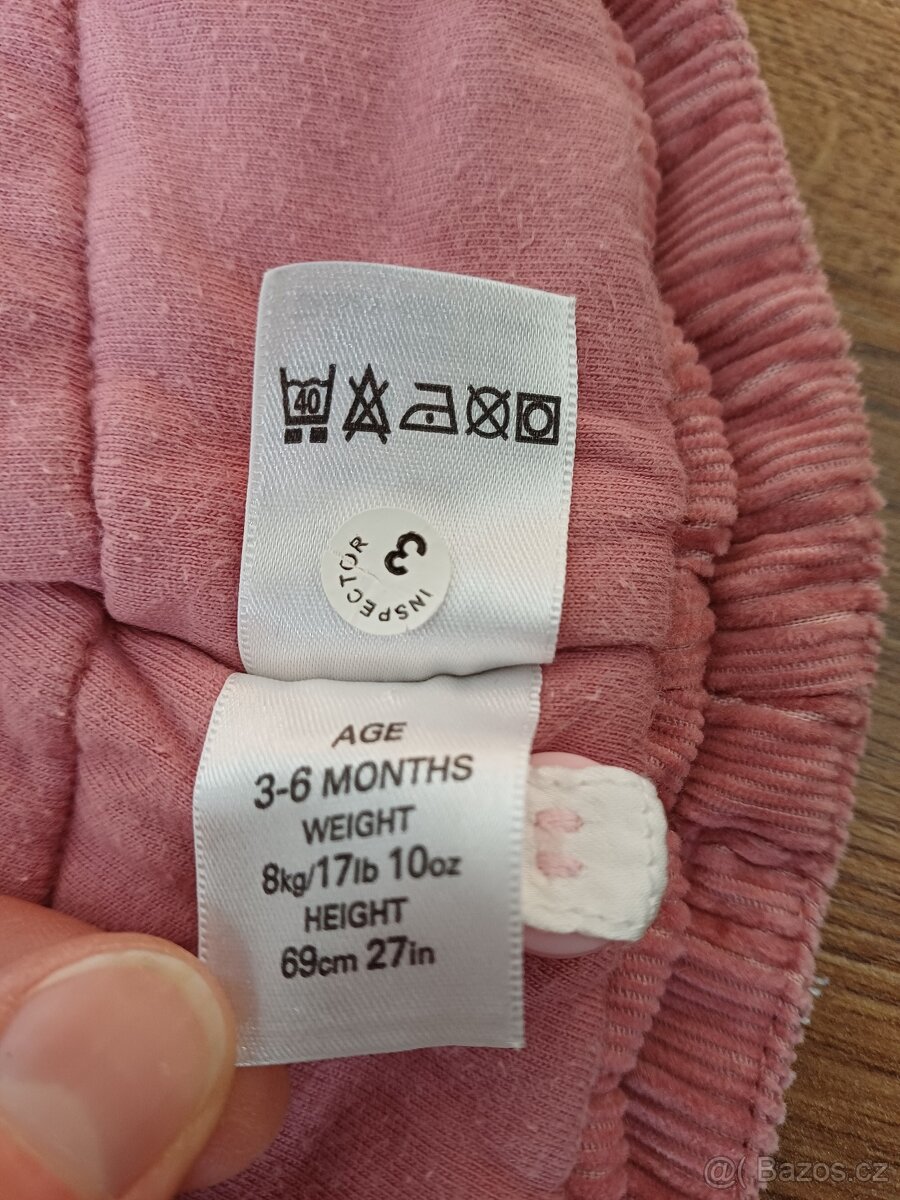 40
INSPECTOR
3
AGE
3-6 MONTHS
WEIGHT
8kg/17lb 10oz
HEIGHT
69cm 27in
@( Bazos.cz